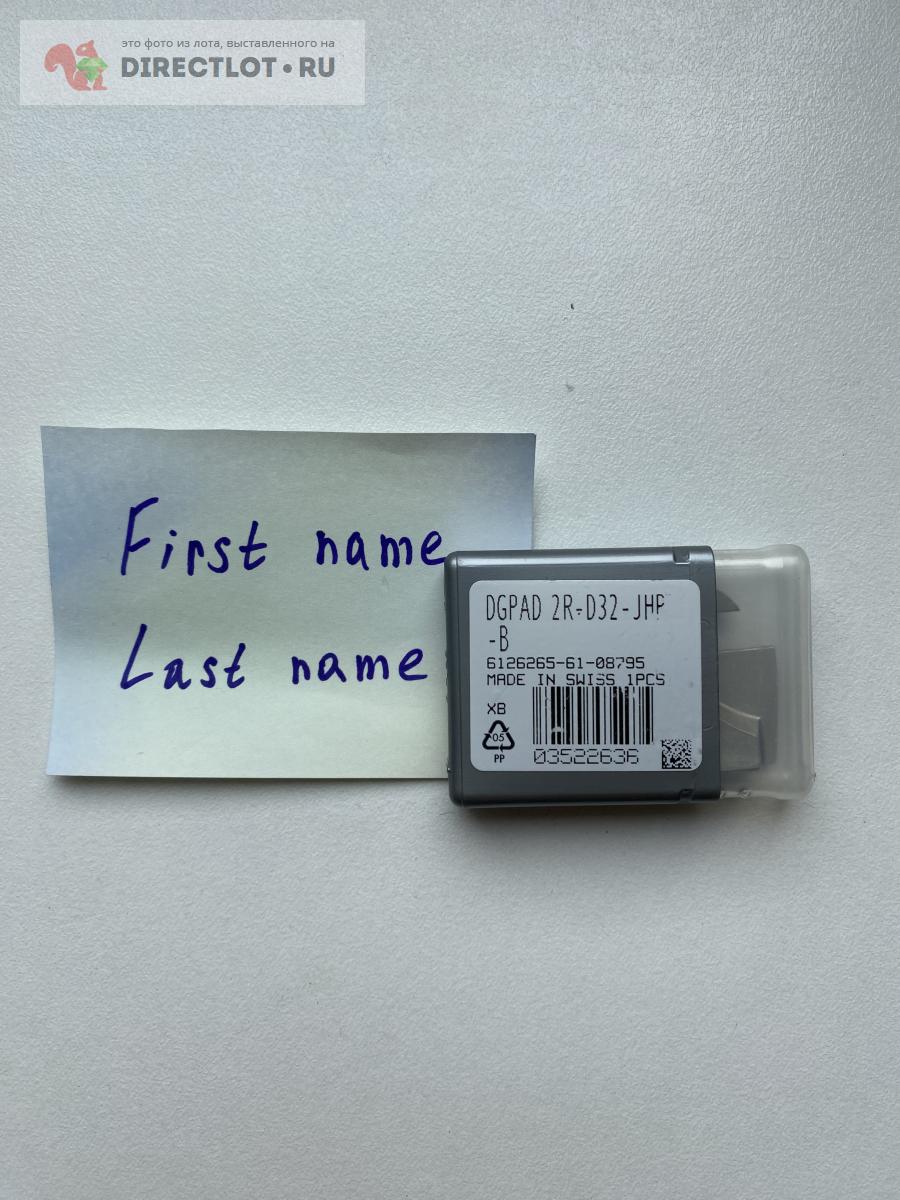 это фото из лота, выставленного на
DIRECTLOT•RU
First name
Last name
DGPAD 2R-D32-JHP
-B
6126265-61-08795
MADE IN SWISS 1PCS
XB
05
PP
03522636